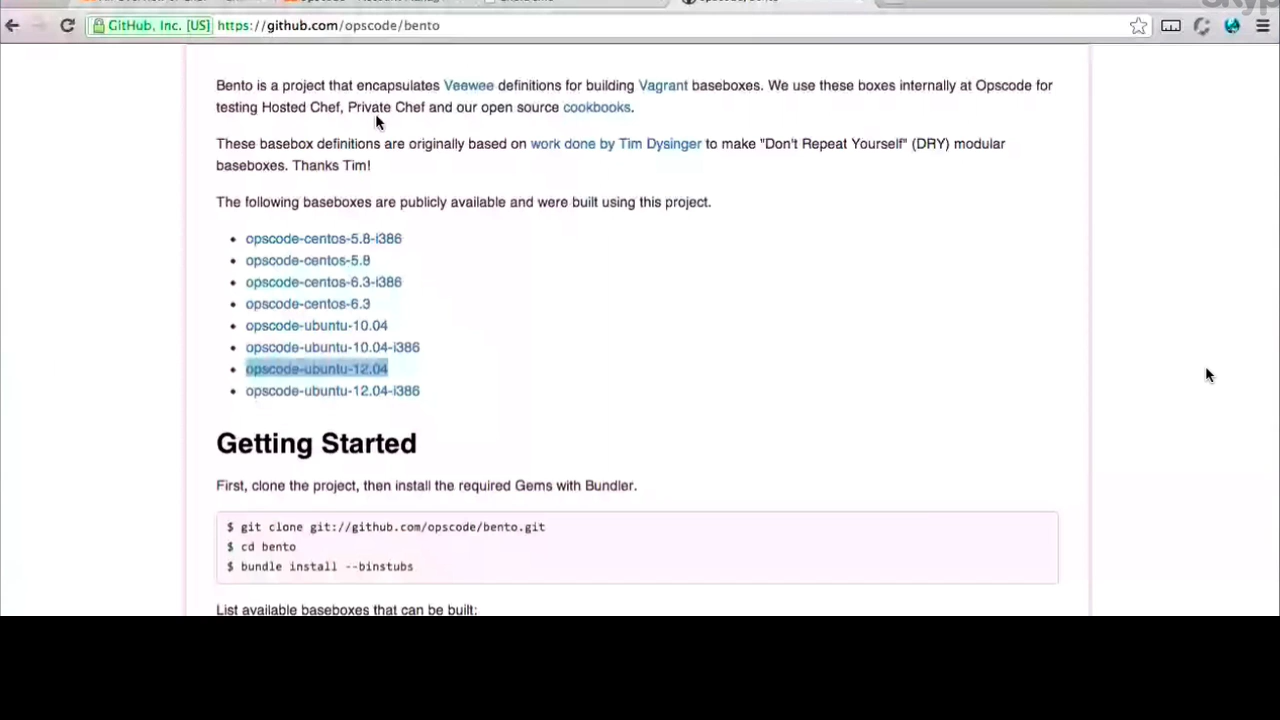 GitHub, Inc. [US] https://github.com/opscode/bento
Bento is a project that encapsulates Veewee definitions for building Vagrant baseboxes. We use these boxes internally at Opscode for
testing Hosted Chef, Private Chef and our open source cookbooks.
These basebox definitions are originally based on work done by Tim Dysinger to make "Don't Repeat Yourself" (DRY) modular
baseboxes. Thanks Tim!
The following baseboxes are publicly available and were built using this project.
• opscode-centos-5.8-i386
• opscode-centos-5.8
• opscode-centos-6.3-i386
• opscode-centos-6.3
• opscode-ubuntu-10.04
• opscode-ubuntu-10.04-i386
• opscode-ubuntu-12.04
• opscode-ubuntu-12.04-i386
Getting Started
First, clone the project, then install the required Gems with Bundler.
$ git clone git://github.com/opscode/bento.git
$ cd bento
$ bundle install --binstubs
List available baseboxes that can be built: